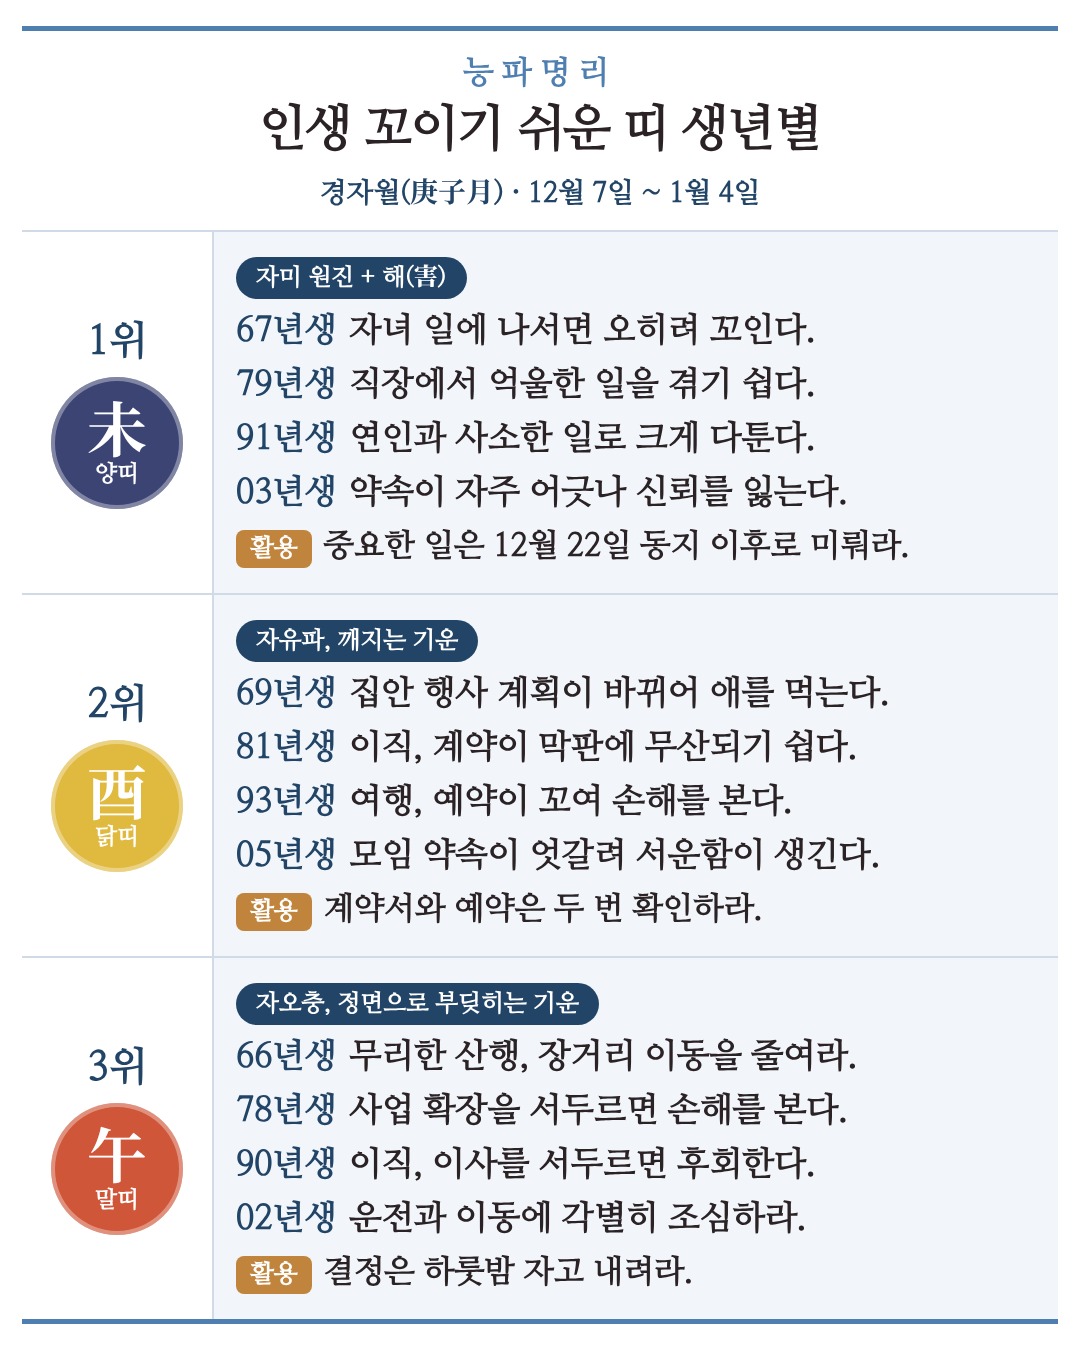 능파명리
인생 꼬이기 쉬운 띠 생년별
경자월(庚子月) · 12월 7일 ~ 1월 4일
1위
未
양띠
자미 원진 + 해(害)
67년생 자녀 일에 나서면 오히려 꼬인다.
79년생 직장에서 억울한 일을 겪기 쉽다.
91년생 연인과 사소한 일로 크게 다툰다.
03년생 약속이 자주 어긋나 신뢰를 잃는다.
활용 중요한 일은 12월 22일 동지 이후로 미뤄라.
2위
酉
닭띠
자유파, 깨지는 기운
69년생 집안 행사 계획이 바뀌어 애를 먹는다.
81년생 이직, 계약이 막판에 무산되기 쉽다.
93년생 여행, 예약이 꼬여 손해를 본다.
05년생 모임 약속이 엇갈려 서운함이 생긴다.
활용 계약서와 예약은 두 번 확인하라.
3위
午
말띠
자오충, 정면으로 부딪히는 기운
66년생 무리한 산행, 장거리 이동을 줄여라.
78년생 사업 확장을 서두르면 손해를 본다.
90년생 이직, 이사를 서두르면 후회한다.
02년생 운전과 이동에 각별히 조심하라.
활용 결정은 하룻밤 자고 내려라.